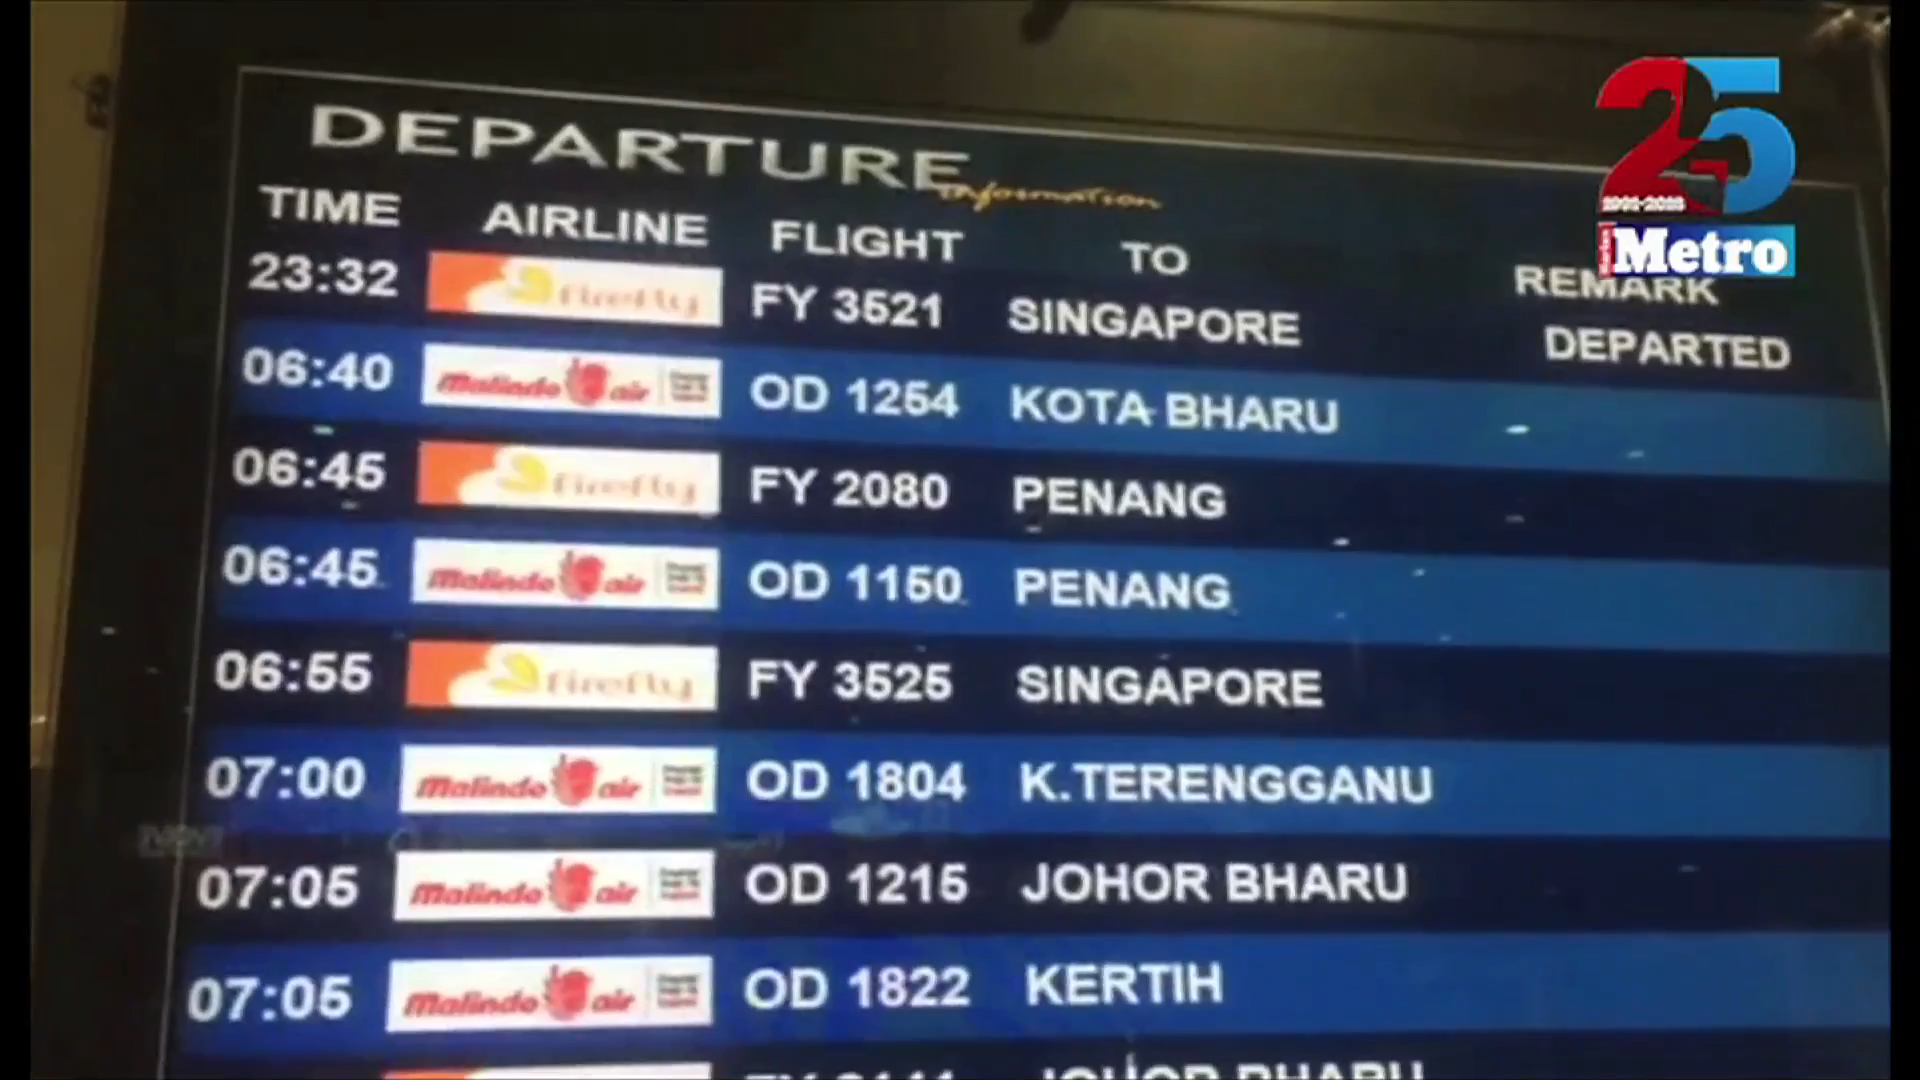 25
Metro
DEPARTURE
information
TIME AIRLINE FLIGHT TO REMARK
23:32 firefly FY 3521 SINGAPORE DEPARTED
06:40 Malindo air OD 1254 KOTA BHARU
06:45 firefly FY 2080 PENANG
06:45 Malindo air OD 1150 PENANG
06:55 firefly FY 3525 SINGAPORE
07:00 Malindo air OD 1804 K.TERENGGANU
07:05 Malindo air OD 1215 JOHOR BHARU
07:05 Malindo air OD 1822 KERTIH
JOHOR BHARU